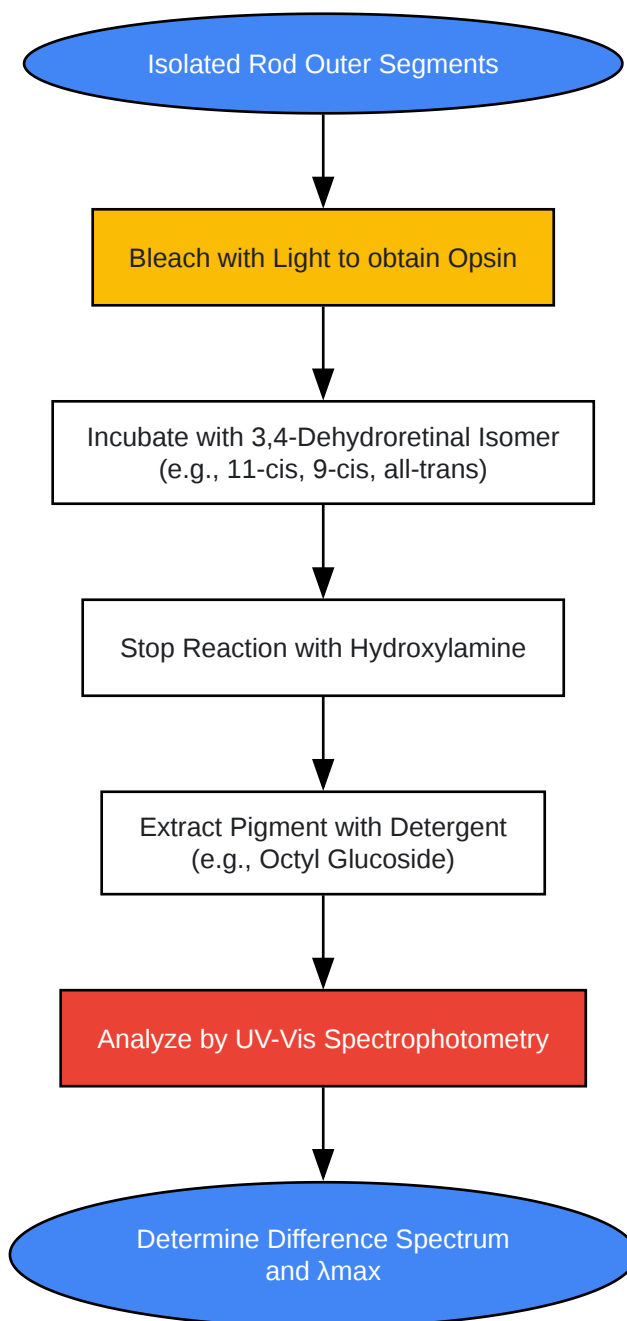 Isolated Rod Outer Segments
Bleach with Light to obtain Opsin
Incubate with 3,4-Dehydroretinal Isomer
(e.g., 11-cis, 9-cis, all-trans)
Stop Reaction with Hydroxylamine
Extract Pigment with Detergent
(e.g., Octyl Glucoside)
Analyze by UV-Vis Spectrophotometry
Determine Difference Spectrum
and λmax